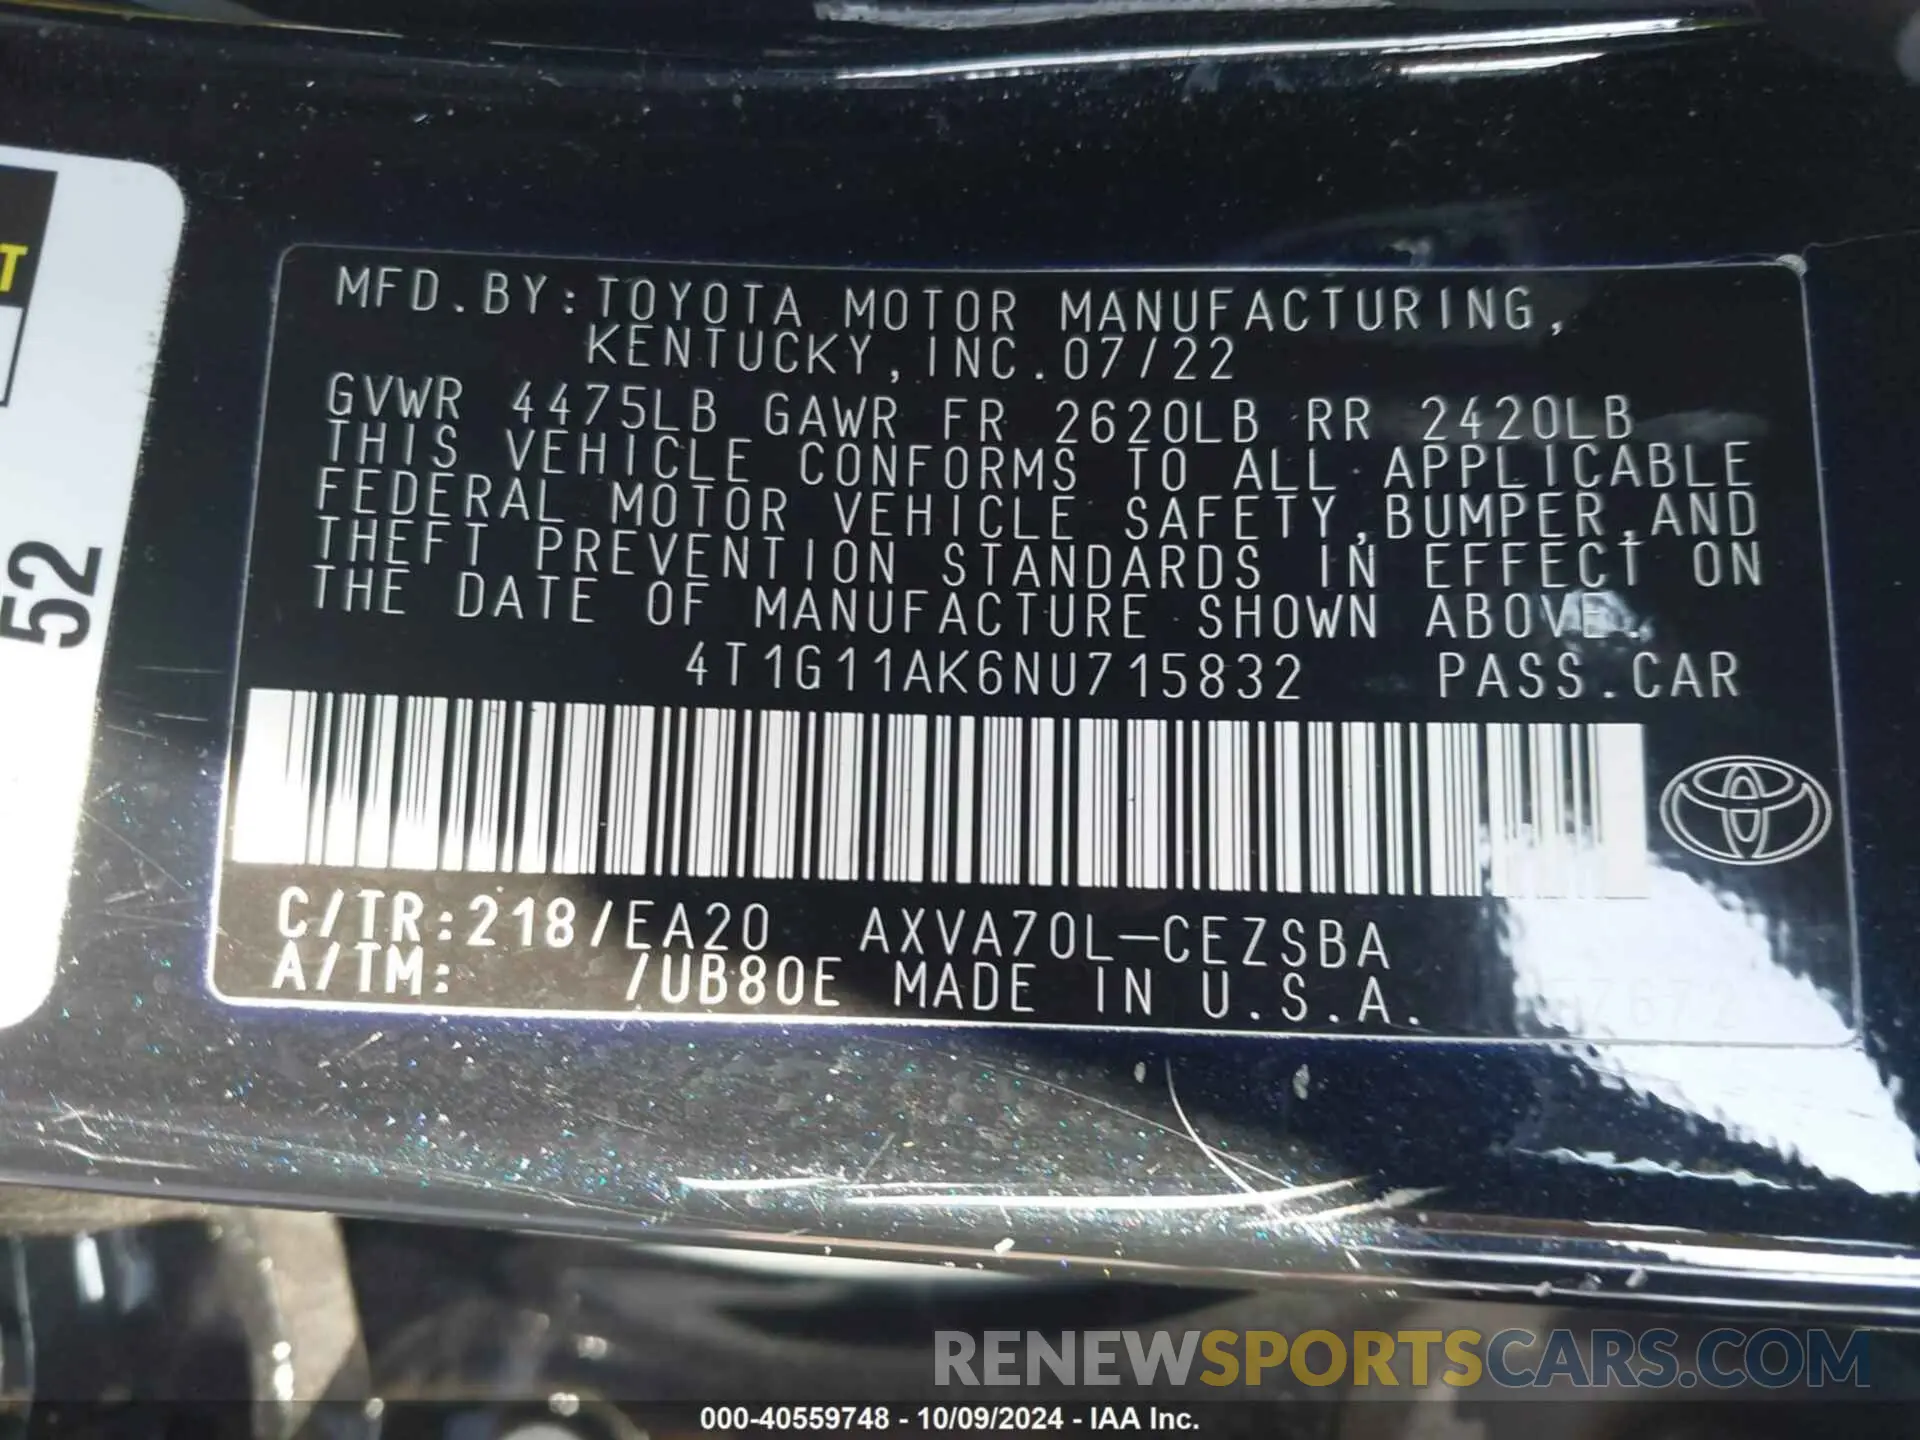 T
52
MFD.BY:TOYOTA MOTOR MANUFACTURING,
KENTUCKY,INC.07/22
GVWR 4475LB GAWR FR 2620LB RR 2420LB
THIS VEHICLE CONFORMS TO ALL APPLICABLE
FEDERAL MOTOR VEHICLE SAFETY,BUMPER,AND
THEFT PREVENTION STANDARDS IN EFFECT ON
THE DATE OF MANUFACTURE SHOWN ABOVE.
4T1G11AK6NU715832 PASS.CAR
C/TR:218/EA20 AXVA70L-CEZSBA
A/TM: /UB80E MADE IN U.S.A.
RENEWSPORTSCARS.COM
000-40559748 - 10/09/2024 - IAA Inc.